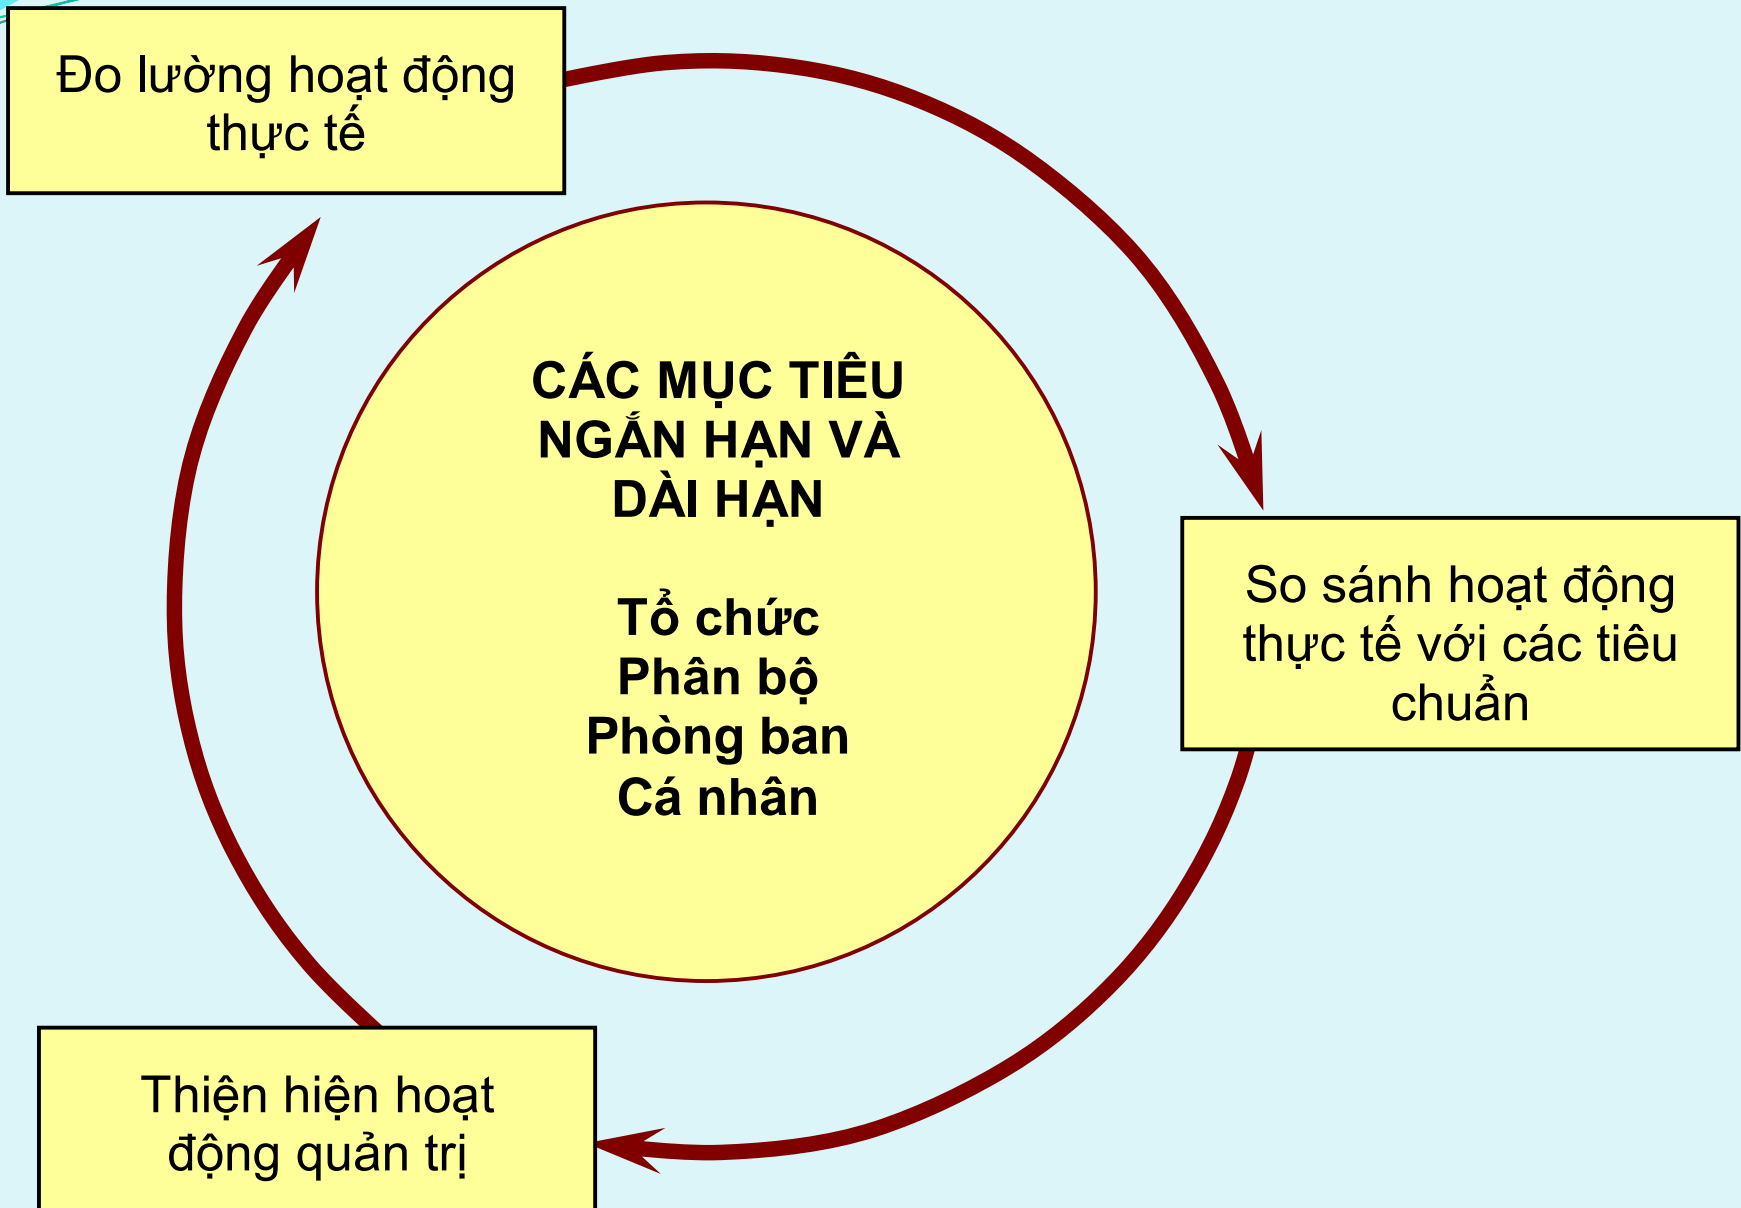 Đo lường hoạt động
thực tế
CÁC MỤC TIÊU
NGẮN HẠN VÀ
DÀI HẠN
Tổ chức
Phân bộ
Phòng ban
Cá nhân
So sánh hoạt động
thực tế với các tiêu
chuẩn
Thiện hiện hoạt
động quản trị